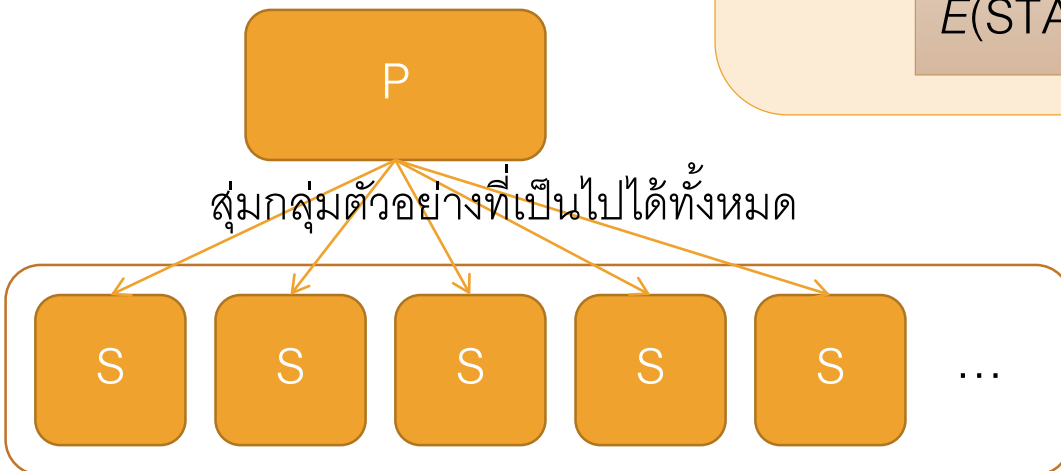 E(STA
P
สุ่มกลุ่มตัวอย่างที่เป็นไปได้ทั้งหมด
S S S S S ...